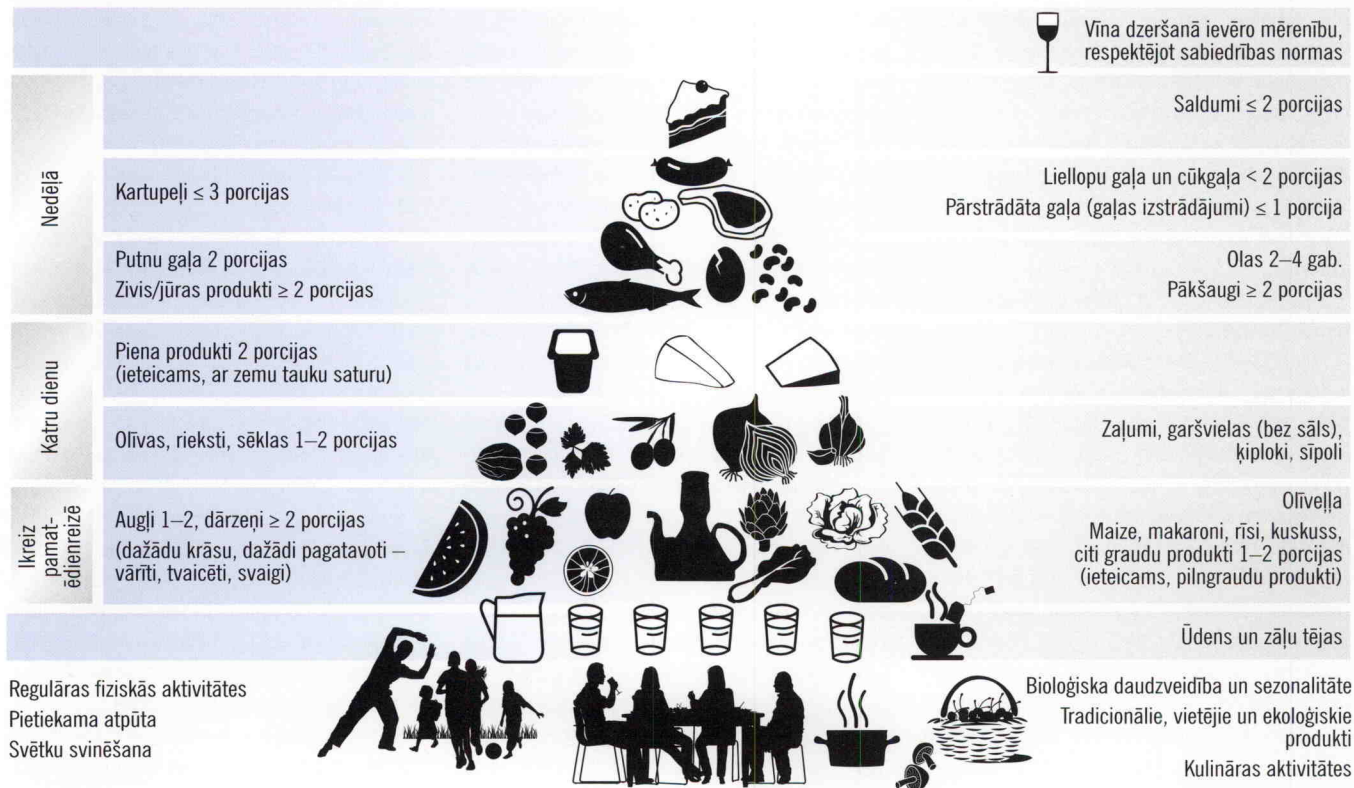 Vīna dzeršanā ievēro mērenību,
respektējot sabiedrības normas
Nedēļā
Saldumi ≤ 2 porcijas
Kartupeļi ≤ 3 porcijas
Liellopu gaļa un cūkgaļa < 2 porcijas
Pārstrādāta gaļa (gaļas izstrādājumi) ≤ 1 porcija
Putnu gaļa 2 porcijas
Zivis/jūras produkti ≥ 2 porcijas
Olas 2–4 gab.
Pākšaugi ≥ 2 porcijas
Katru dienu
Piena produkti 2 porcijas
(ieteicams, ar zemu tauku saturu)
Olīvas, rieksti, sēklas 1–2 porcijas
Zaļumi, garšvielas (bez sāls),
ķiploki, sīpoli
Ikreiz
pamat-
ēdienreizē
Augļi 1–2, dārzeņi ≥ 2 porcijas
(dažādu krāsu, dažādi pagatavoti –
vārīti, tvaicēti, svaigi)
Olīveļļa
Maize, makaroni, rīsi, kuskuss,
citi graudu produkti 1–2 porcijas
(ieteicams, pilngraudu produkti)
Ūdens un zāļu tējas
Regulāras fiziskās aktivitātes
Pietiekama atpūta
Svētku svinēšana
Bioloģiska daudzveidība un sezonalitāte
Tradicionālie, vietējie un ekoloģiskie
produkti
Kulināras aktivitātes